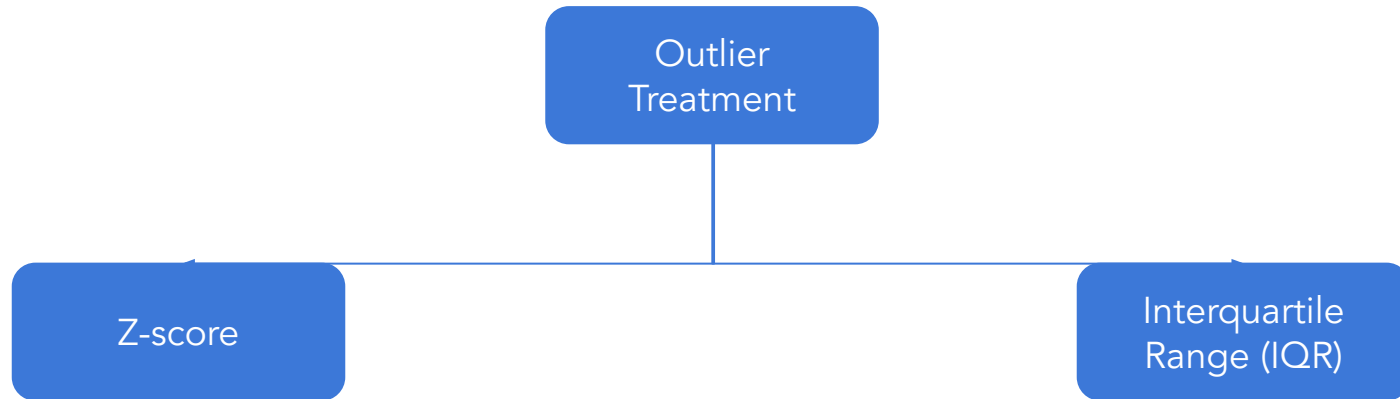 Outlier
Treatment
Z-score
Interquartile
Range (IQR)